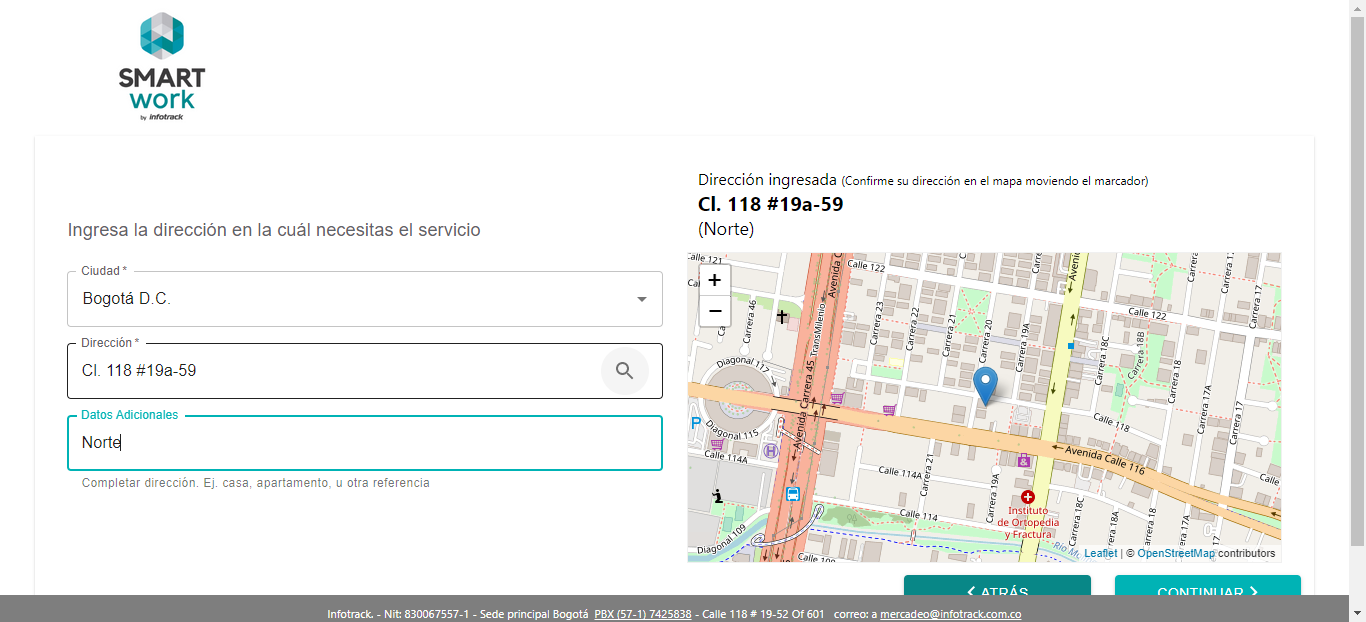 SMART
work
by infotrack
Ingresa la dirección en la cuál necesitas el servicio
Ciudad *
Bogotá D.C.
Dirección *
Cl. 118 #19a-59
Datos Adicionales
Norte
Completar dirección. Ej. casa, apartamento, u otra referencia
Dirección ingresada (Confirme su dirección en el mapa moviendo el marcador)
Cl. 118 #19a-59
(Norte)
+
−
Calle 122
Calle 122
Carrera 46
TransMilenio
Avenida Carrera 45
Carrera 23
Carrera 22
Carrera 21
Carrera 20
Carrera 19A
Carrera 18C
Carrera 18B
Carrera 18
Carrera 17A
Carrera 17
Carrera 17
Diagonal 117
Diagonal 115
Calle 118
Avenida Calle 116
Calle 114A
Calle 114A
Carrera 21
Carrera 19A
Calle 114
Diagonal 109
Instituto
de Ortopedia
y Fractura
Carrera 18C
Carrera 18A
Carrera 18
Carrera 17A
P
H
Leaflet | © OpenStreetMap contributors
ATRÁS
CONTINUAR
Infotrack. - Nit: 830067557-1 - Sede principal Bogotá PBX (57-1) 7425838 - Calle 118 # 19-52 Of 601 correo: a mercadeo@infotrack.com.co